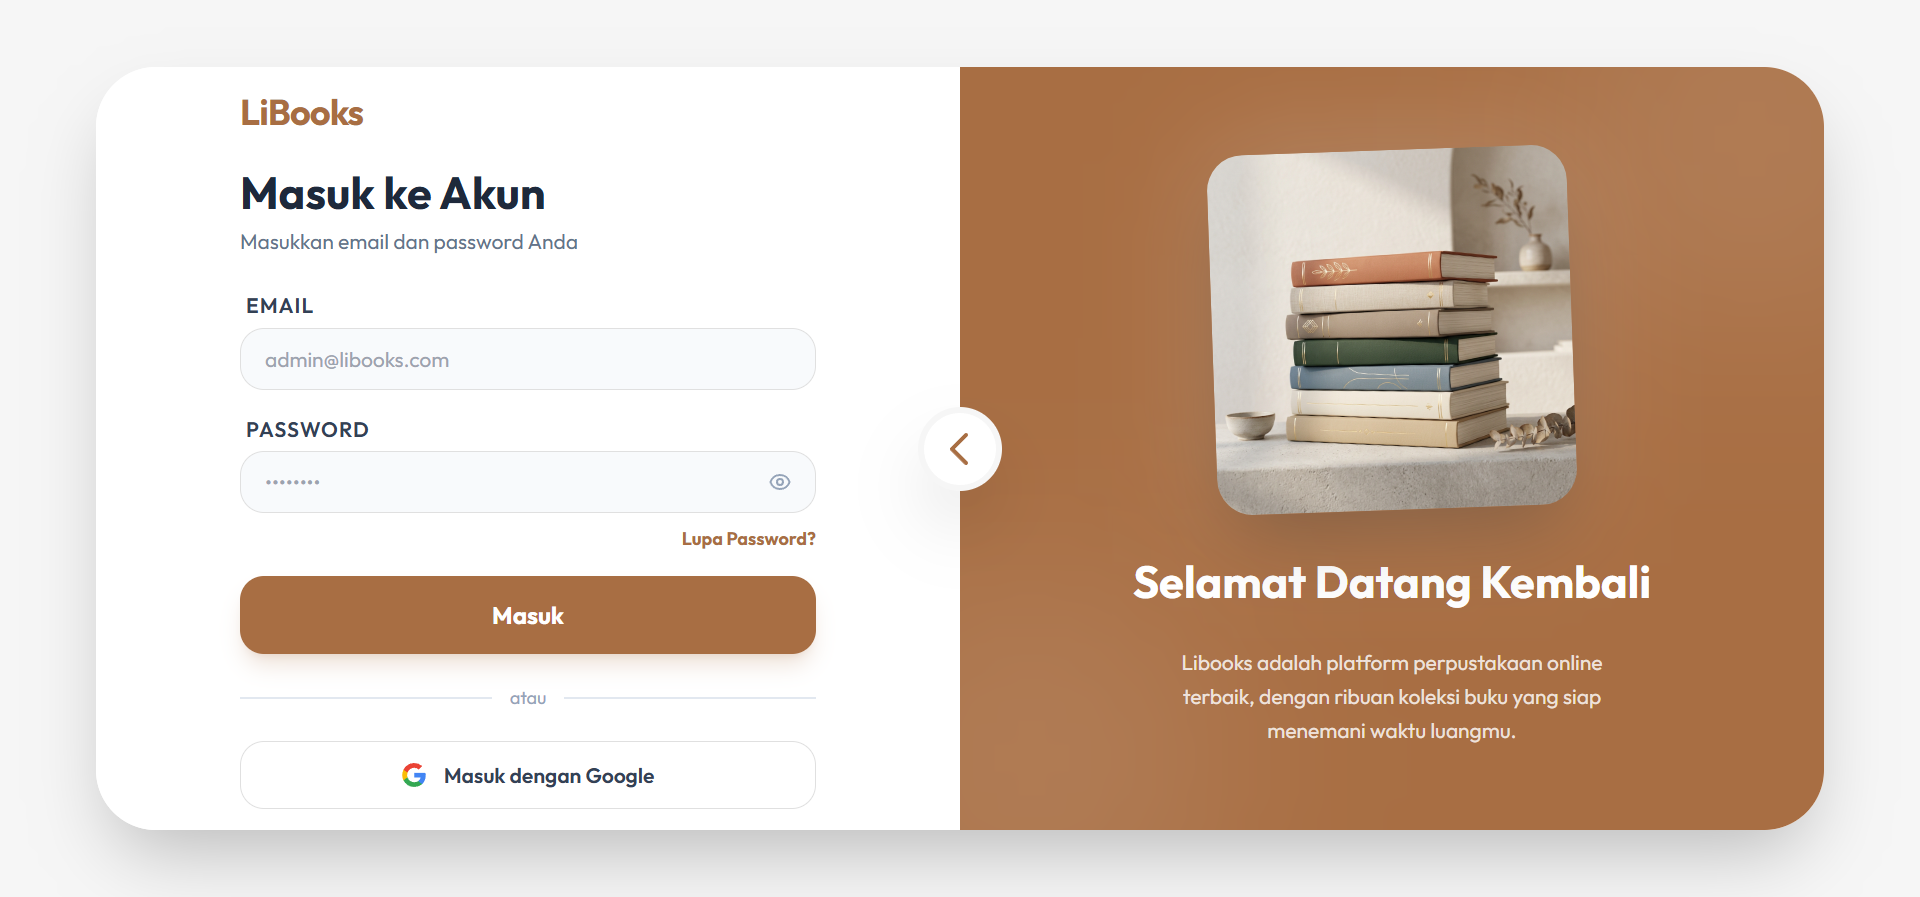 LiBooks
Masuk ke Akun
Masukkan email dan password Anda
EMAIL
admin@libooks.com
PASSWORD
••••••••
Lupa Password?
Masuk
atau
Masuk dengan Google
Selamat Datang Kembali
Libooks adalah platform perpustakaan online
terbaik, dengan ribuan koleksi buku yang siap
menemani waktu luangmu.